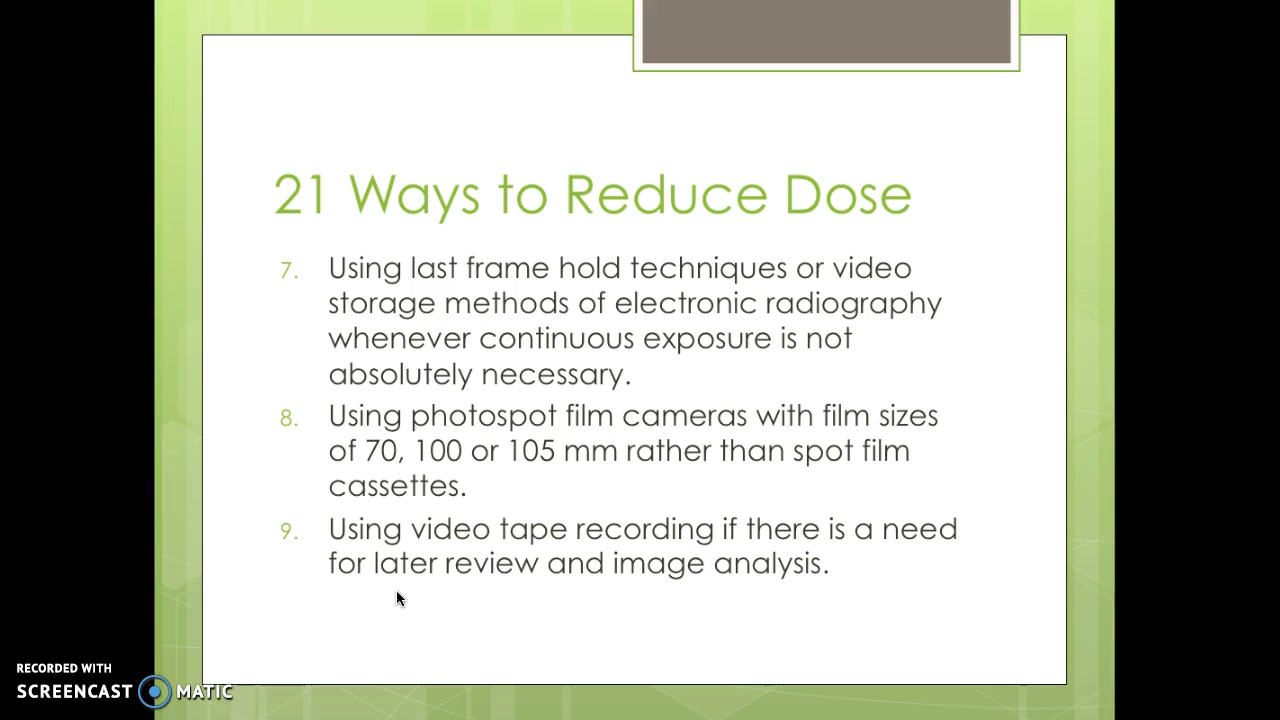 21 Ways to Reduce Dose
7. Using last frame hold techniques or video
storage methods of electronic radiography
whenever continuous exposure is not
absolutely necessary.
8. Using photospot film cameras with film sizes
of 70, 100 or 105 mm rather than spot film
cassettes.
9. Using video tape recording if there is a need
for later review and image analysis.
RECORDED WITH
SCREENCAST MATIC